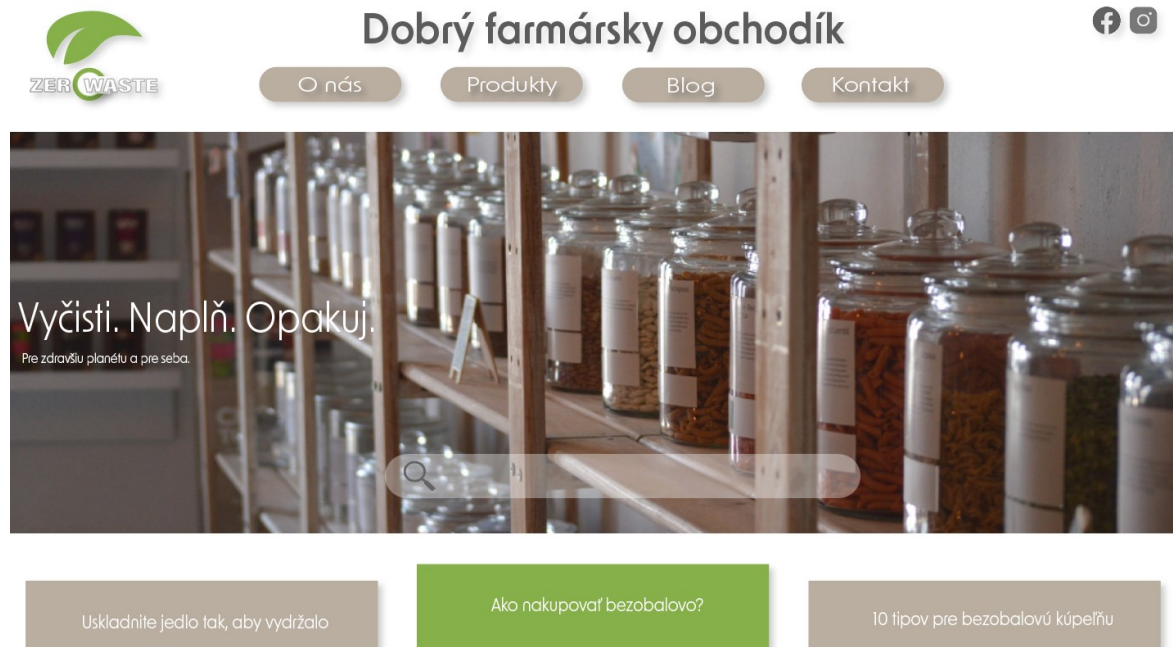 Dobrý farmársky obchodík
ZERO WASTE
O nás
Produkty
Blog
Kontakt
Vyčisti. Naplň. Opakuj.
Pre zdravšiu planétu a pre seba.
Uskladnite jedlo tak, aby vydržalo
Ako nakupovať bezobalovo?
10 tipov pre bezobalovú kúpeľňu